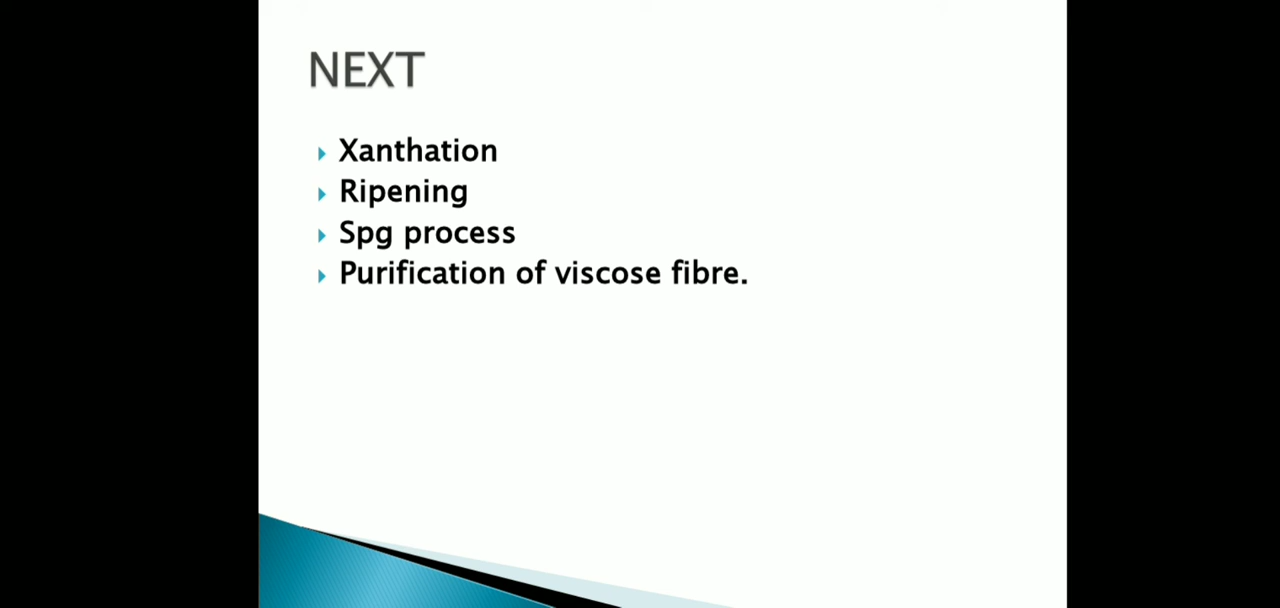 NEXT
Xanthation
Ripening
Spg process
Purification of viscose fibre.